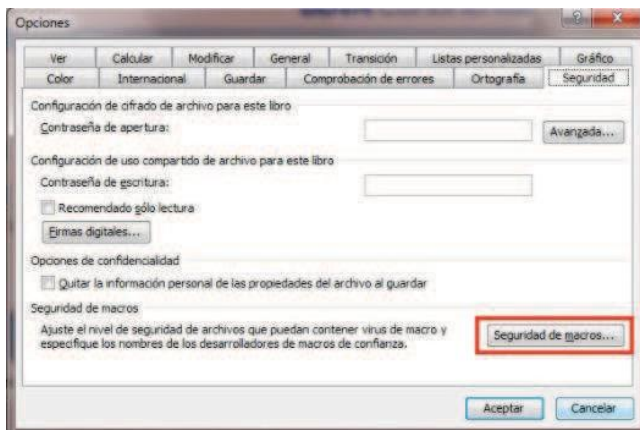 Opciones
Ver Calcular Modificar General Transición Listas personalizadas Gráfico
Color Internacional Guardar Comprobación de errores Ortografía Seguridad
Configuración de cifrado de archivo para este libro
Contraseña de apertura:
Avanzada...
Configuración de uso compartido de archivo para este libro
Contraseña de escritura:
Recomendado sólo lectura
Firmas digitales...
Opciones de confidencialidad
Quitar la información personal de las propiedades del archivo al guardar
Seguridad de macros
Ajuste el nivel de seguridad de archivos que puedan contener virus de macro y
especifique los nombres de los desarrolladores de macros de confianza.
Seguridad de macros...
Aceptar Cancelar